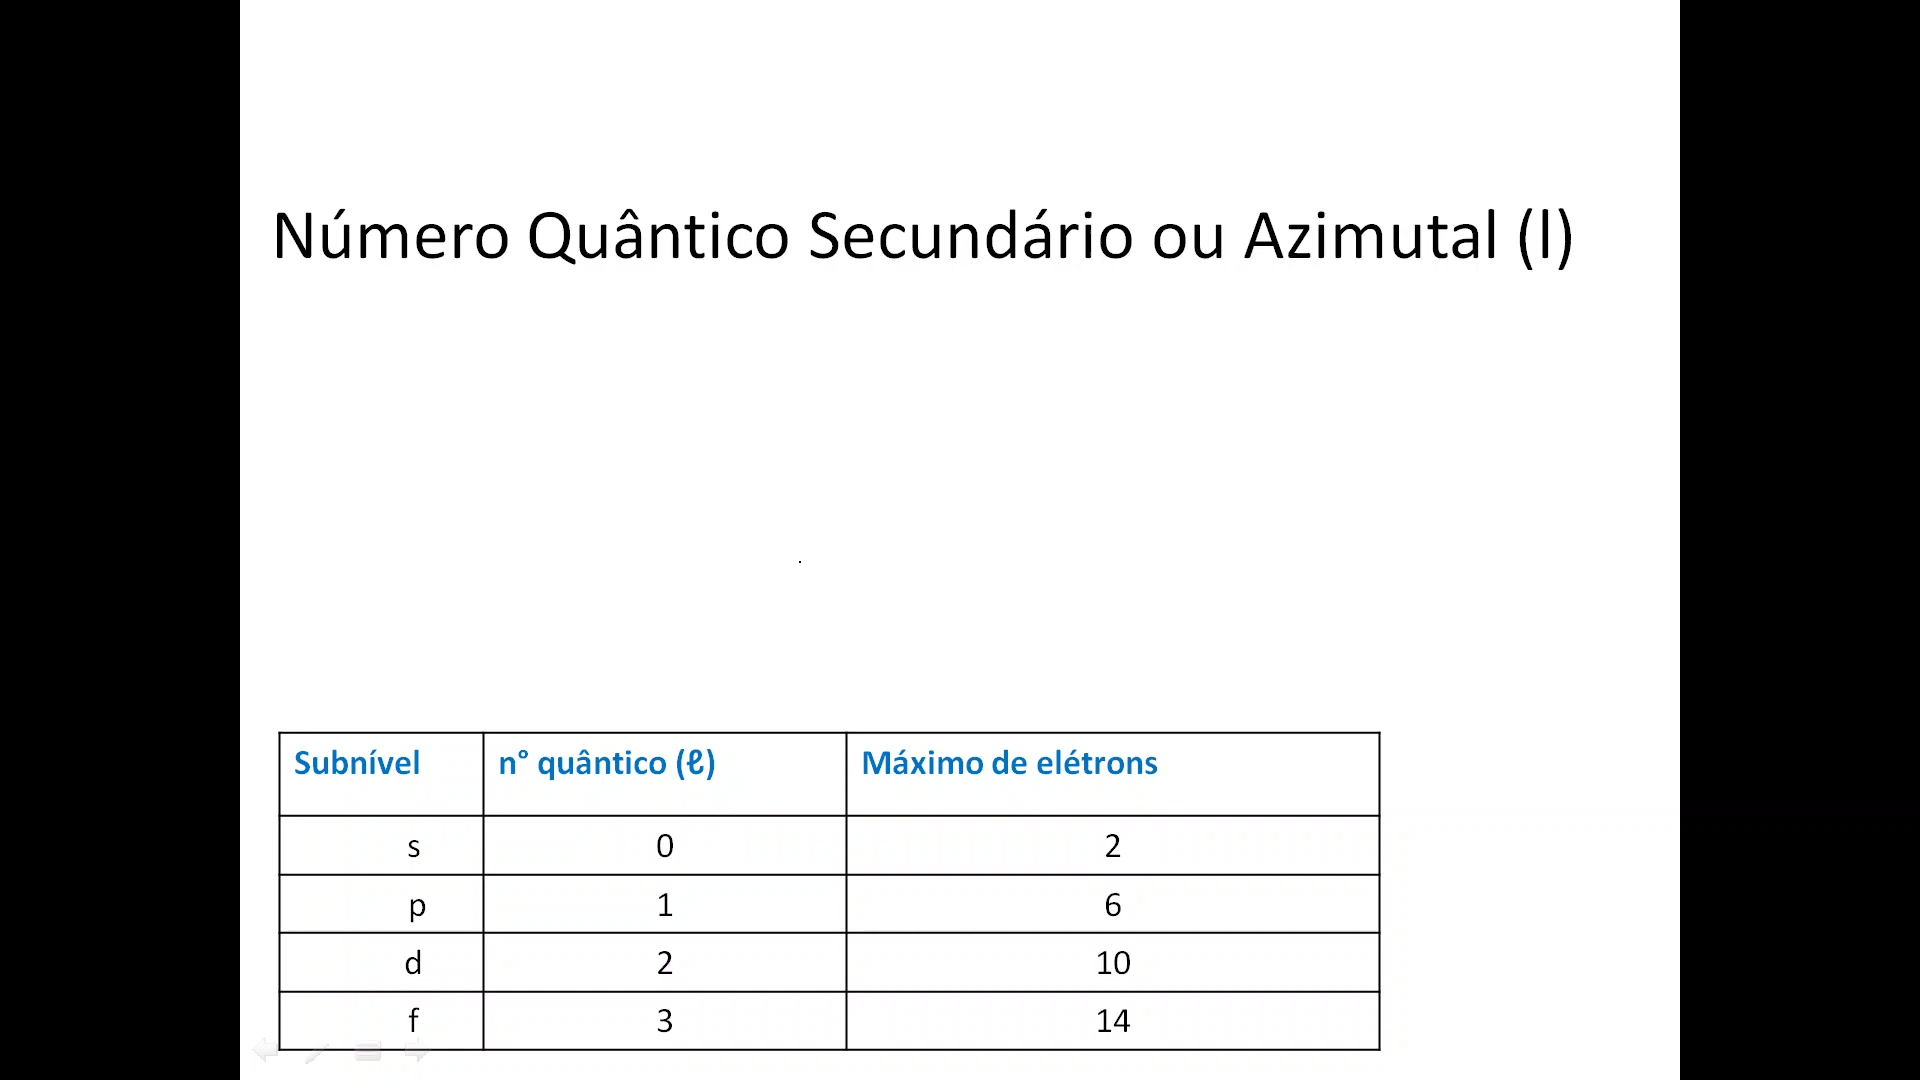 Número Quântico Secundário ou Azimutal (l)
Subnível n° quântico (ℓ) Máximo de elétrons
s 0 2
p 1 6
d 2 10
f 3 14